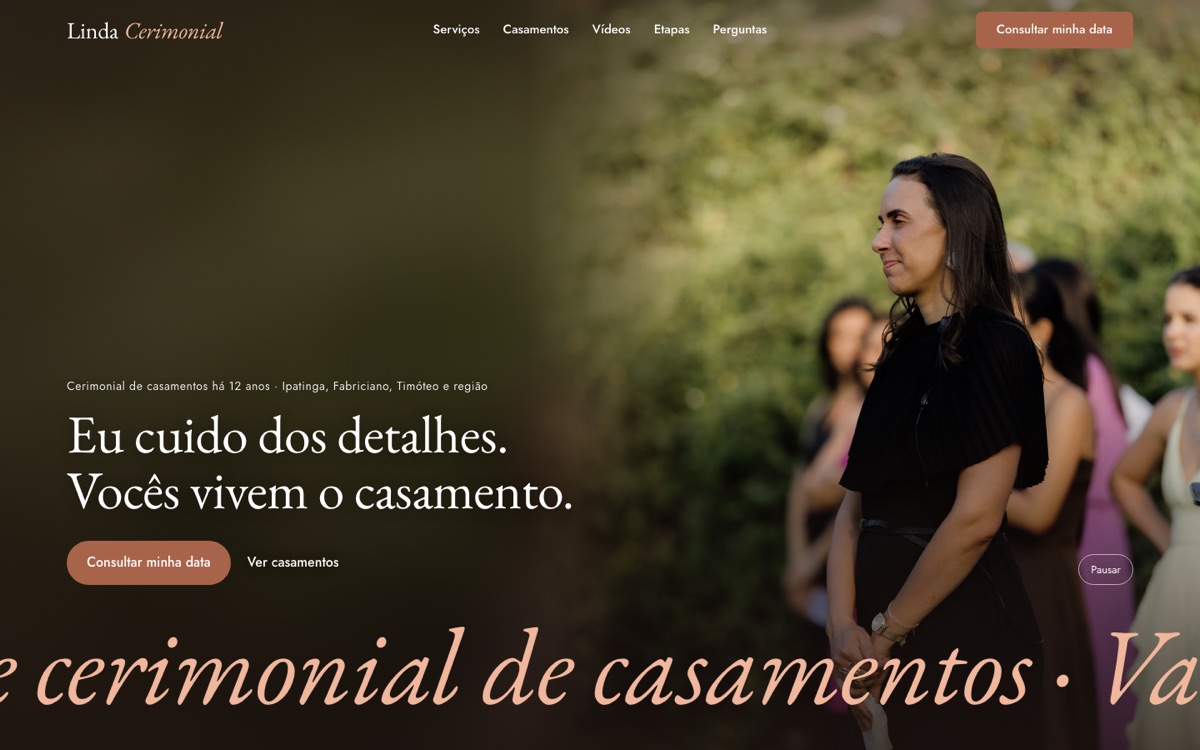 Linda Cerimonial
Serviços Casamentos Vídeos Etapas Perguntas
Consultar minha data
Cerimonial de casamentos há 12 anos · Ipatinga, Fabriciano, Timóteo e região
Eu cuido dos detalhes.
Vocês vivem o casamento.
Consultar minha data Ver casamentos
Pausar
e cerimonial de casamentos · Va